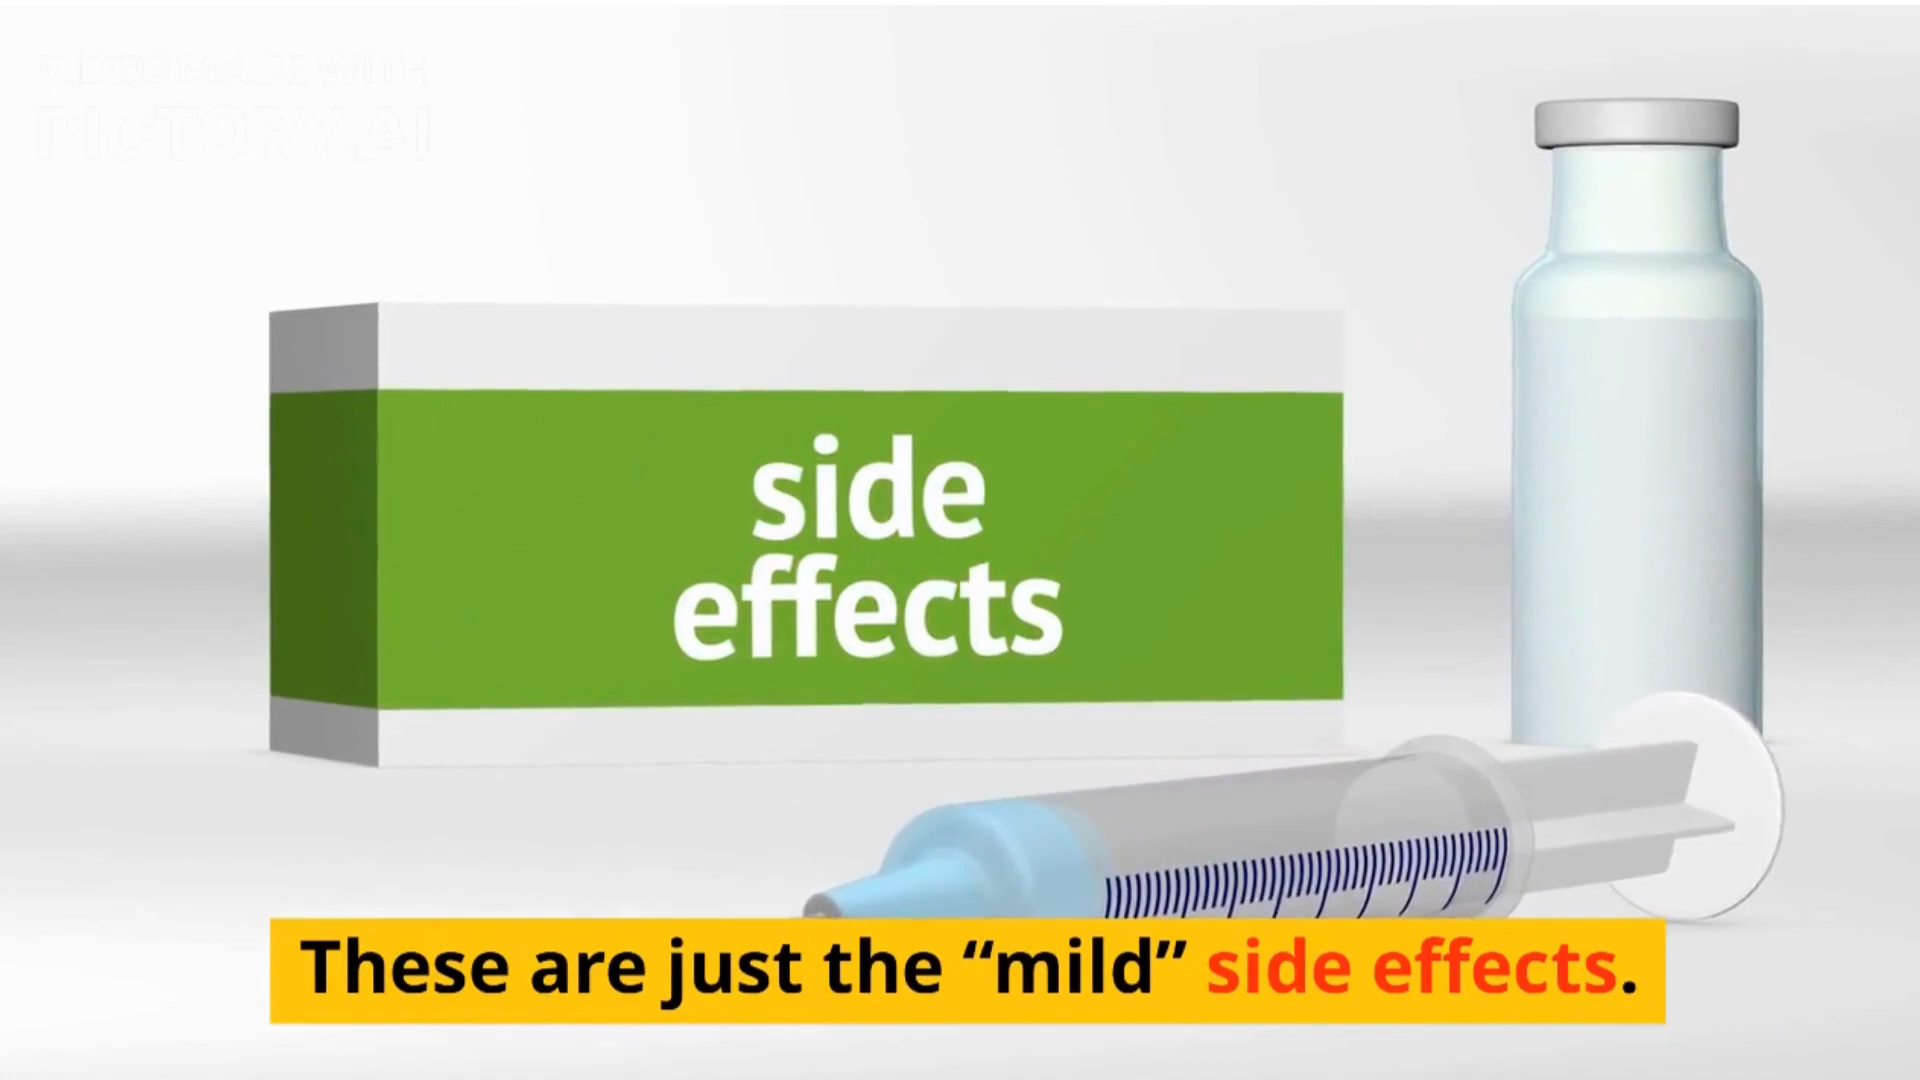 VIDEO MADE WITH
PICTORY.AI
side
effects
These are just the “mild” side effects.